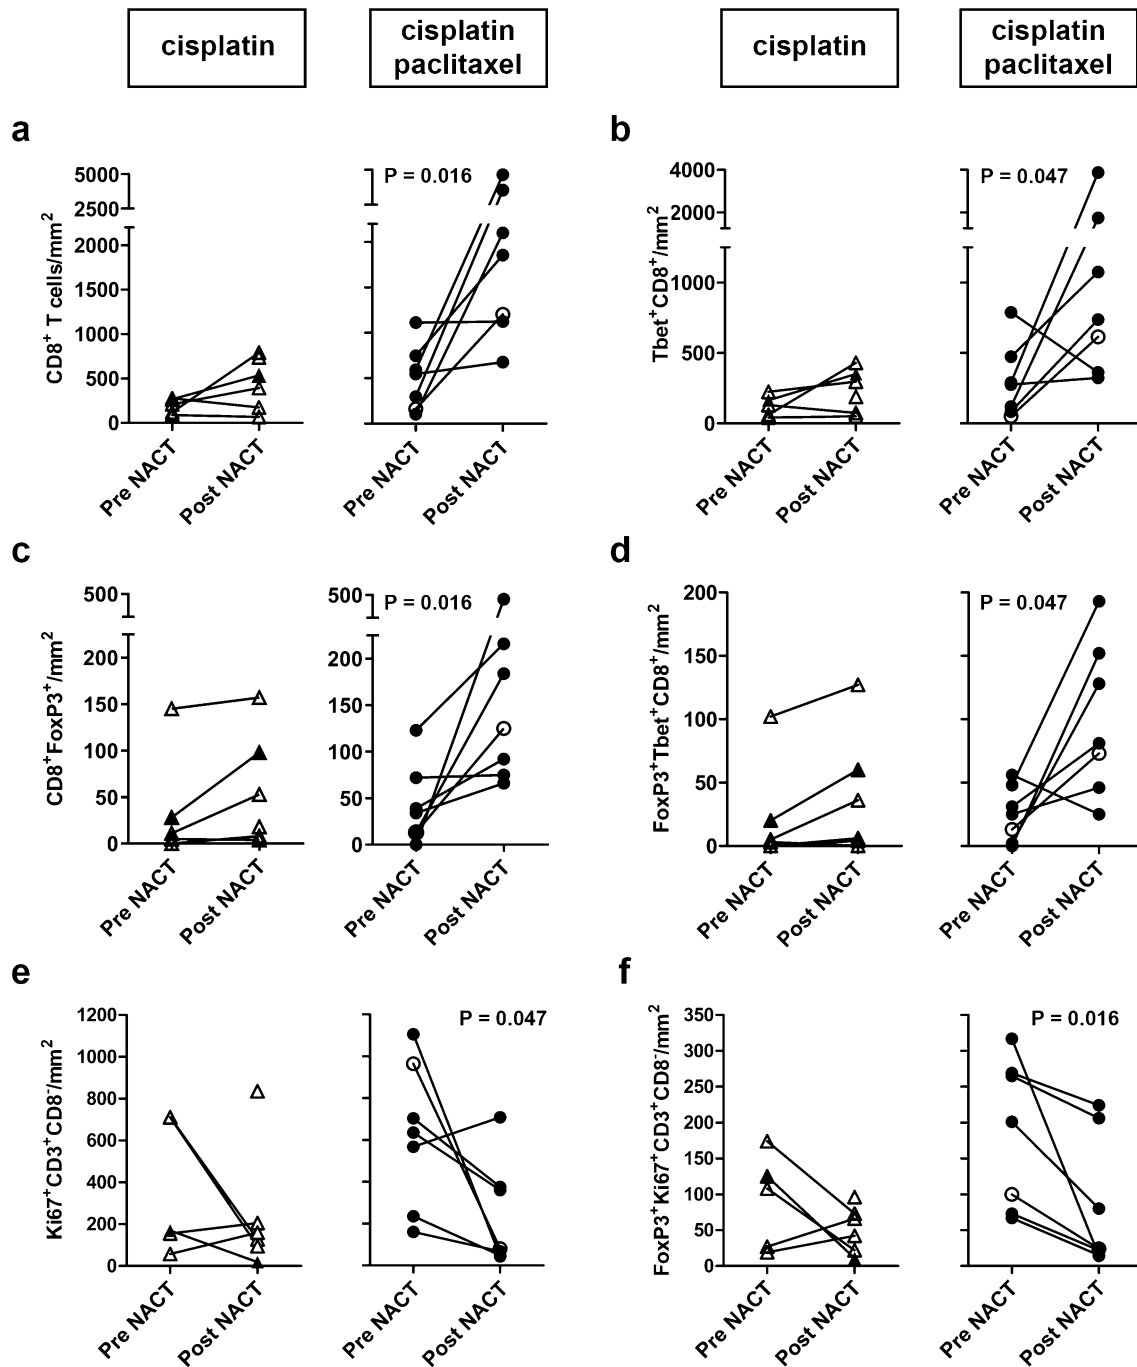 cisplatin
cisplatin
paclitaxel
cisplatin
cisplatin
paclitaxel
a
CD8⁺ T cells/mm²
5000
2500
2000
1500
1000
500
0
Pre NACT
Post NACT
P = 0.016
Pre NACT
Post NACT
b
Tbet⁺CD8⁺/mm²
4000
2000
1000
500
0
Pre NACT
Post NACT
P = 0.047
Pre NACT
Post NACT
c
CD8⁺FoxP3⁺/mm²
500
200
150
100
50
0
Pre NACT
Post NACT
500
200
150
100
50
0
P = 0.016
Pre NACT
Post NACT
d
FoxP3⁺Tbet⁺CD8⁺/mm²
200
150
100
50
0
Pre NACT
Post NACT
P = 0.047
Pre NACT
Post NACT
e
Ki67⁺CD3⁺CD8⁻/mm²
1200
1000
800
600
400
200
0
Pre NACT
Post NACT
P = 0.047
Pre NACT
Post NACT
f
FoxP3⁺Ki67⁺CD3⁺CD8⁻/mm²
350
300
250
200
150
100
50
0
Pre NACT
Post NACT
P = 0.016
Pre NACT
Post NACT